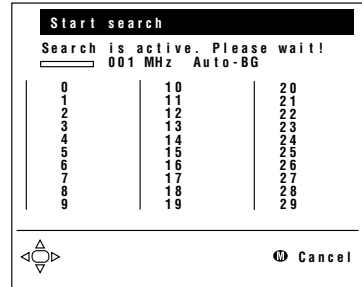 Start search
Search is active. Please wait!
001 MHz Auto-BG
0 10 20
1 11 21
2 12 22
3 13 23
4 14 24
5 15 25
6 16 26
7 17 27
8 18 28
9 19 29
M Cancel